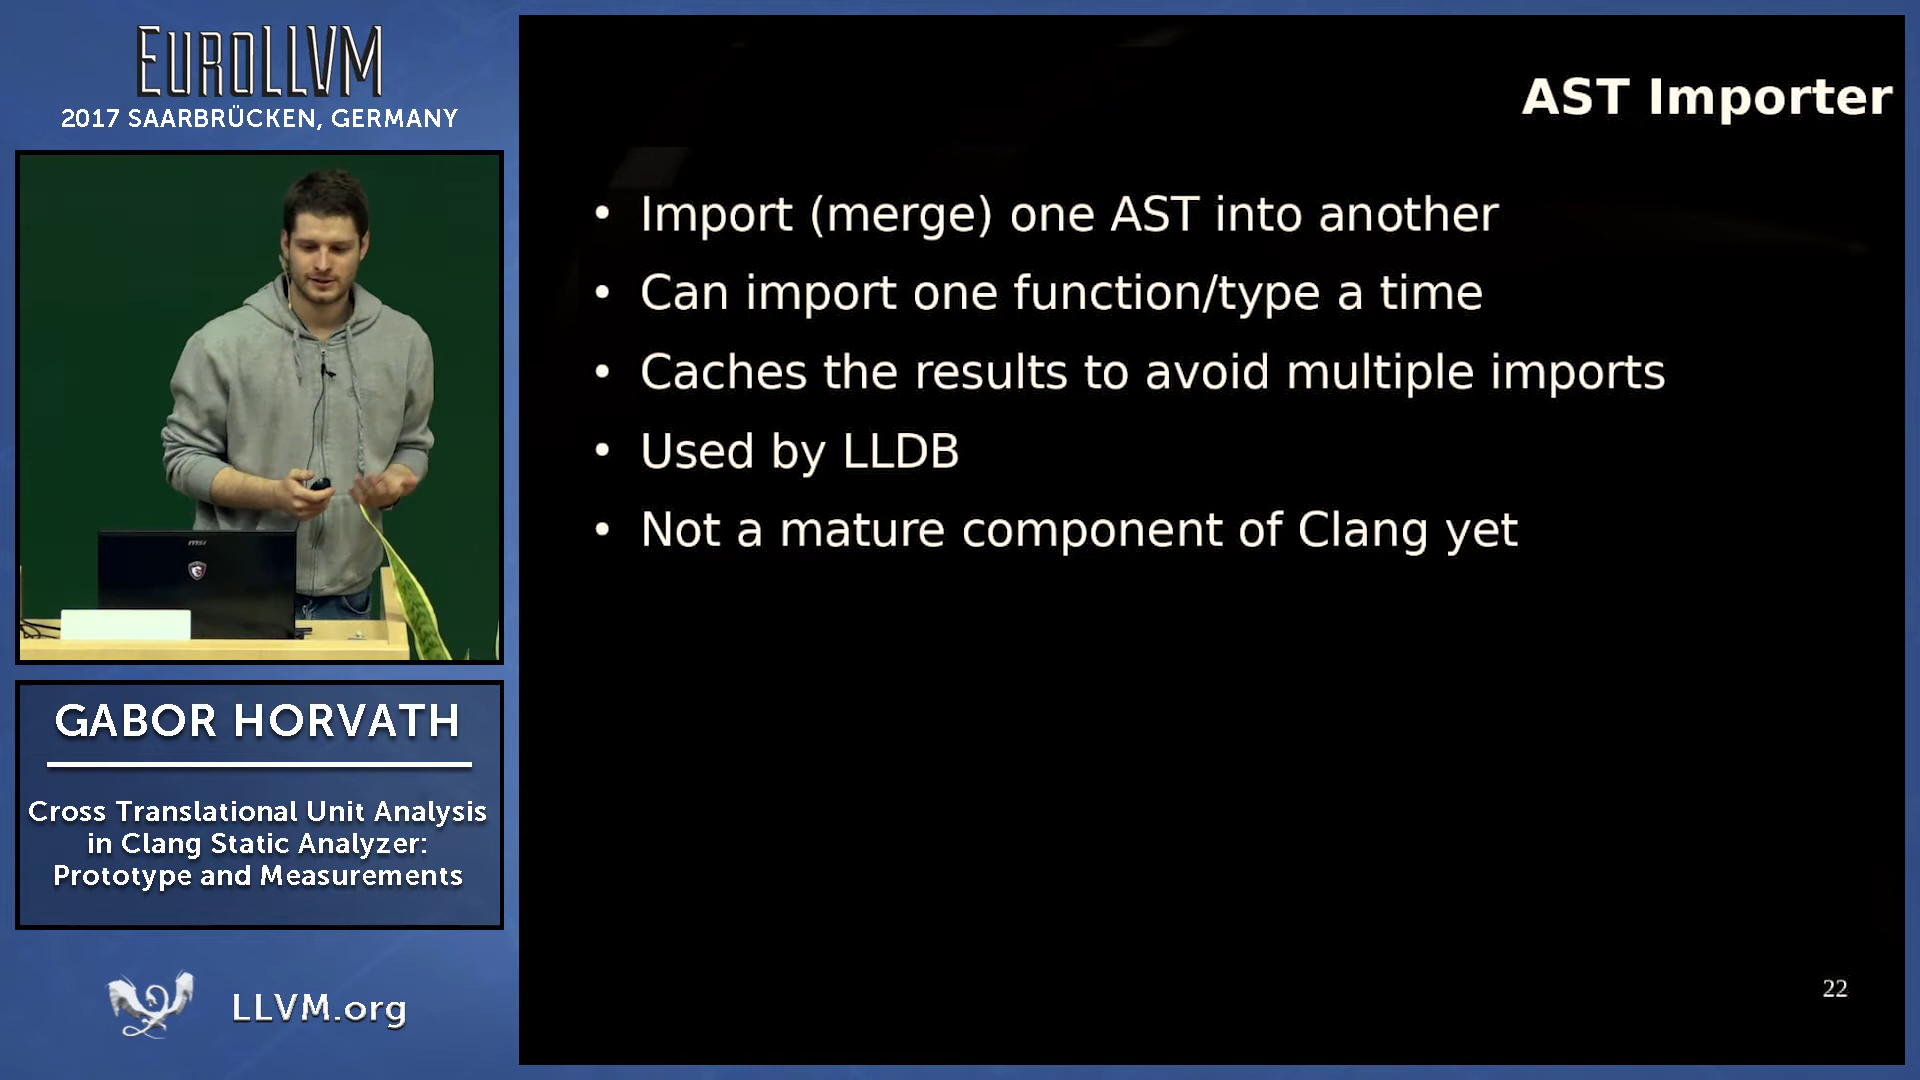 EUROLLVM
2017 SAARBRÜCKEN, GERMANY
msi
GABOR HORVATH
Cross Translational Unit Analysis
in Clang Static Analyzer:
Prototype and Measurements
LLVM.org
AST Importer
• Import (merge) one AST into another
• Can import one function/type a time
• Caches the results to avoid multiple imports
• Used by LLDB
• Not a mature component of Clang yet
22